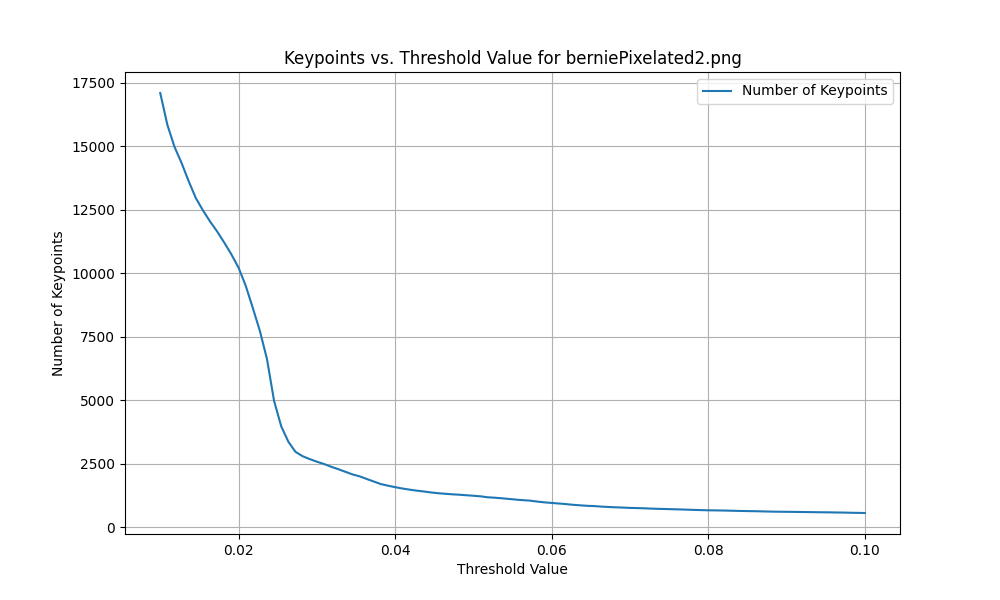 Keypoints vs. Threshold Value for berniePixelated2.png
Number of Keypoints
17500
15000
12500
10000
7500
5000
2500
0
Number of Keypoints
0.02 0.04 0.06 0.08 0.10
Threshold Value